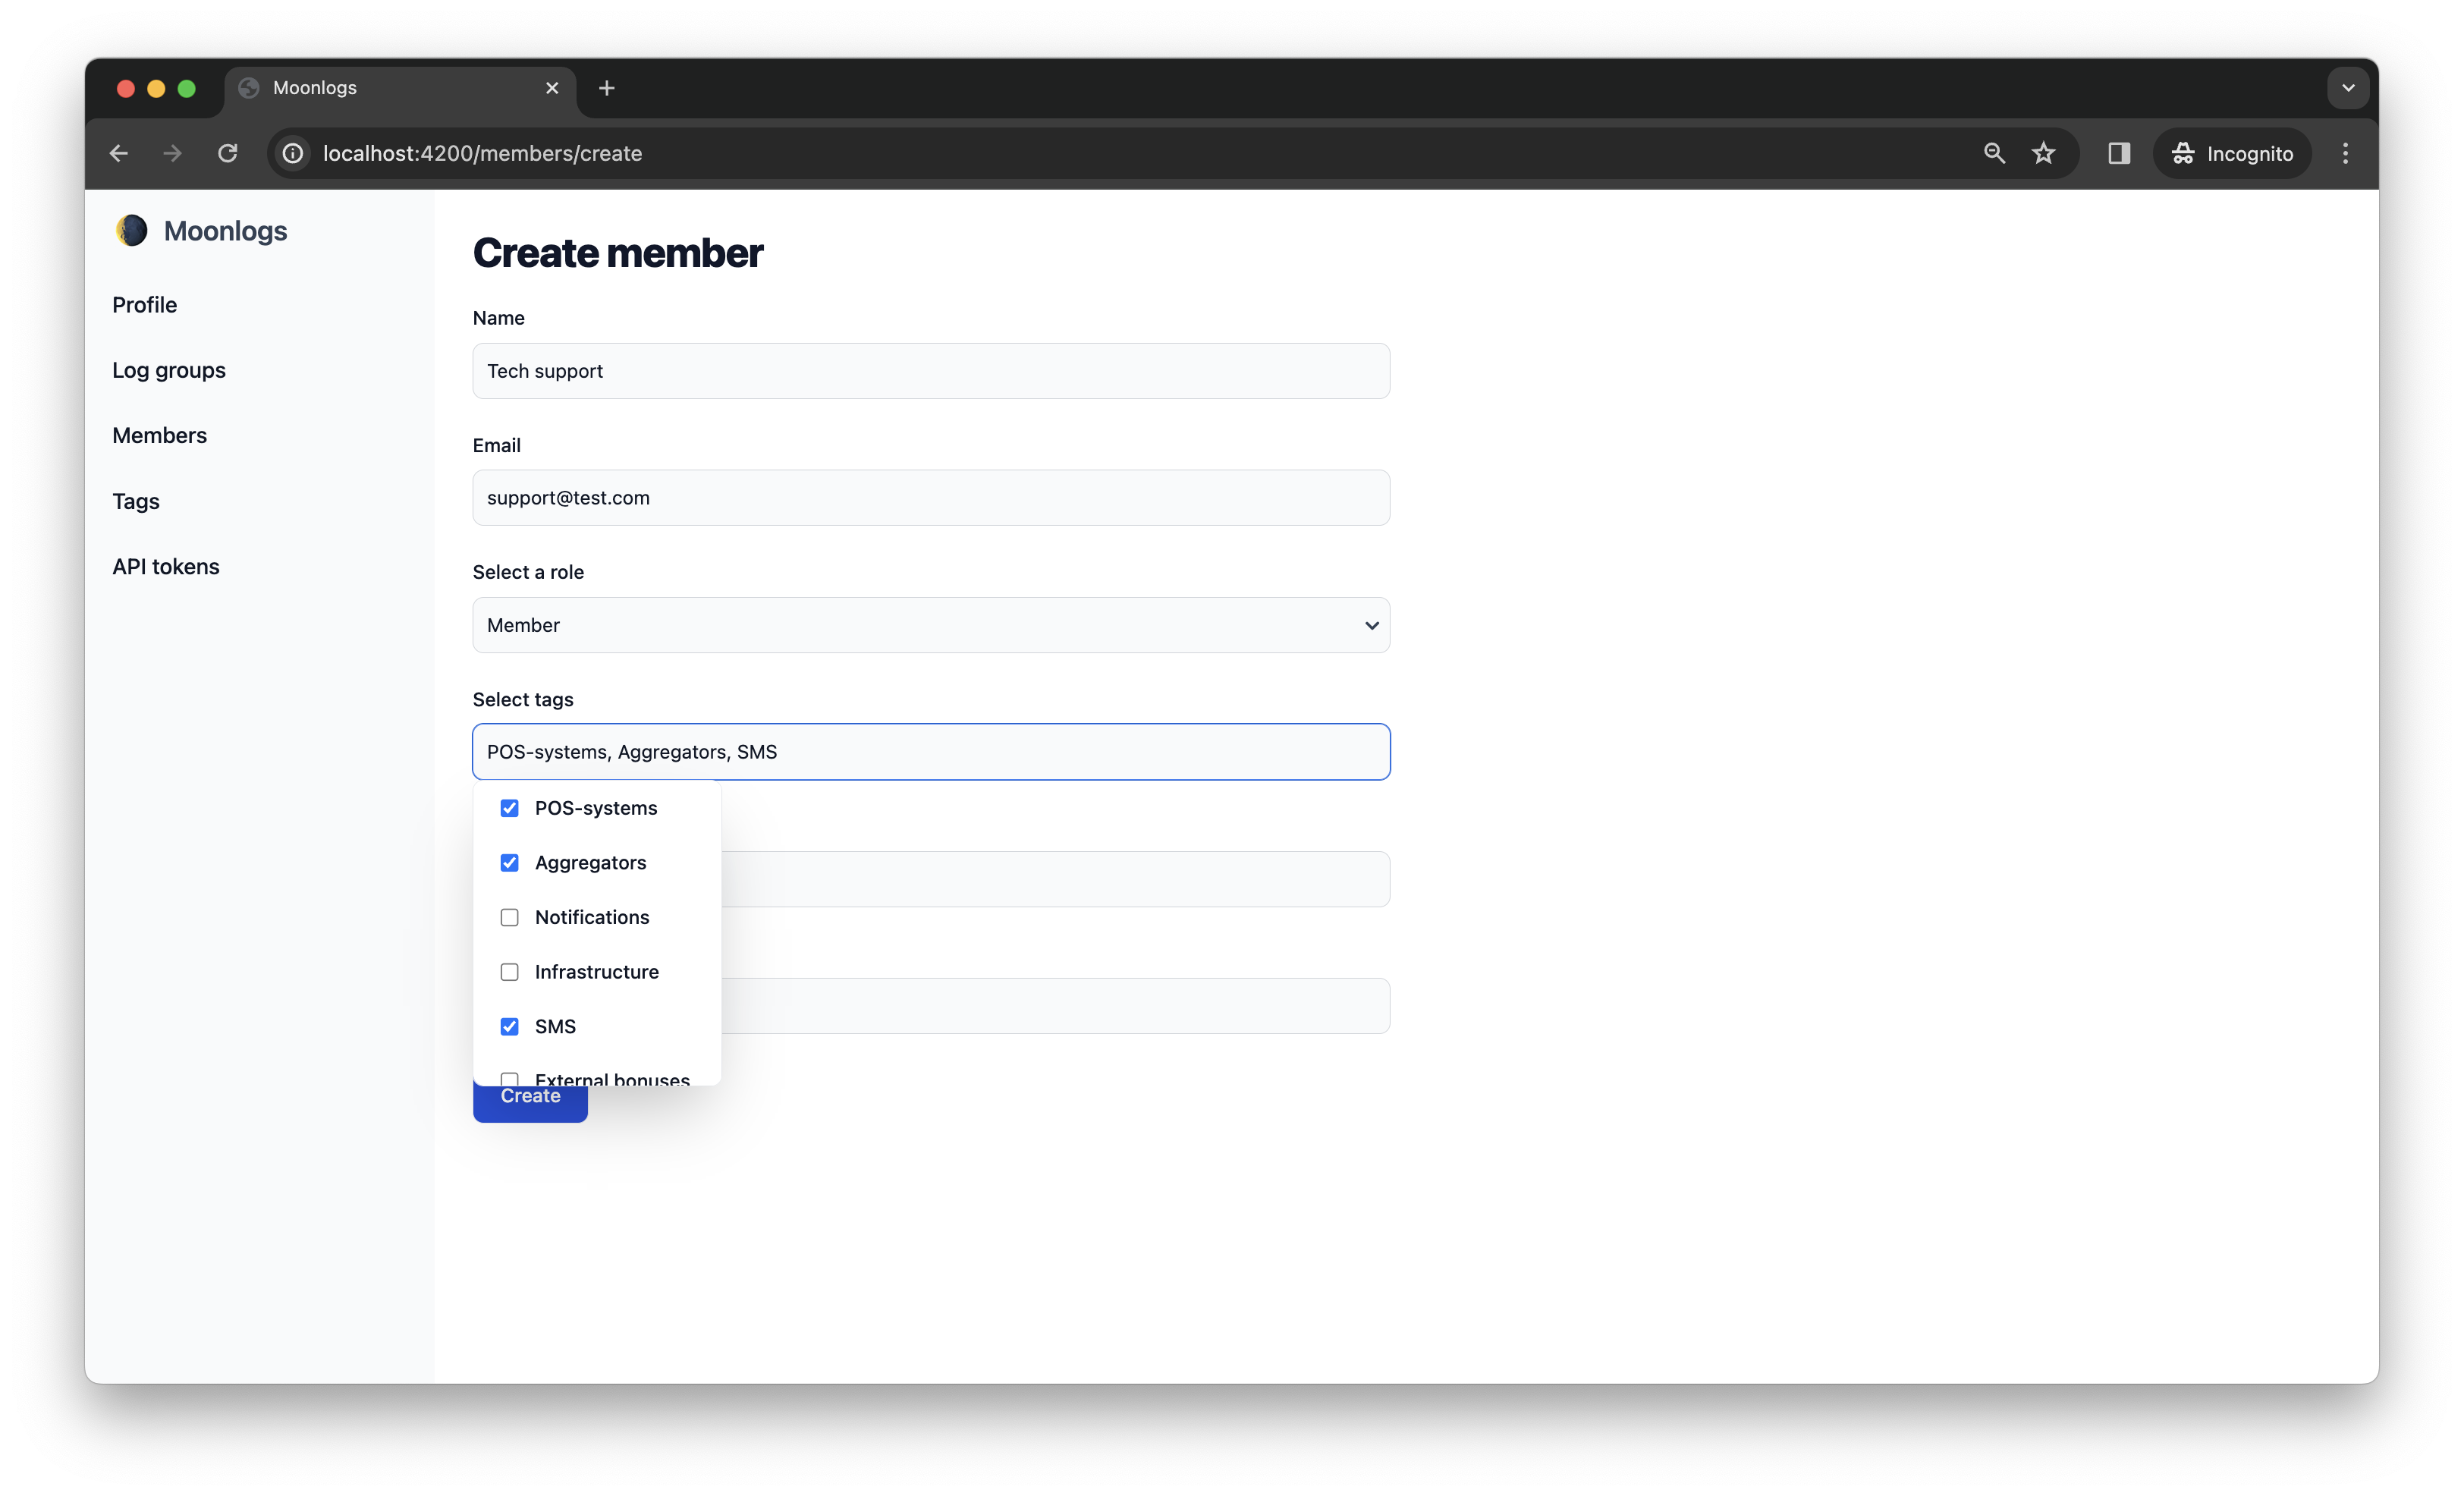 Moonlogs
localhost:4200/members/create
Incognito
Moonlogs
Profile
Log groups
Members
Tags
API tokens
Create member
Name
Tech support
Email
support@test.com
Select a role
Member
Select tags
POS-systems, Aggregators, SMS
POS-systems
Aggregators
Notifications
Infrastructure
SMS
External bonuses
Create